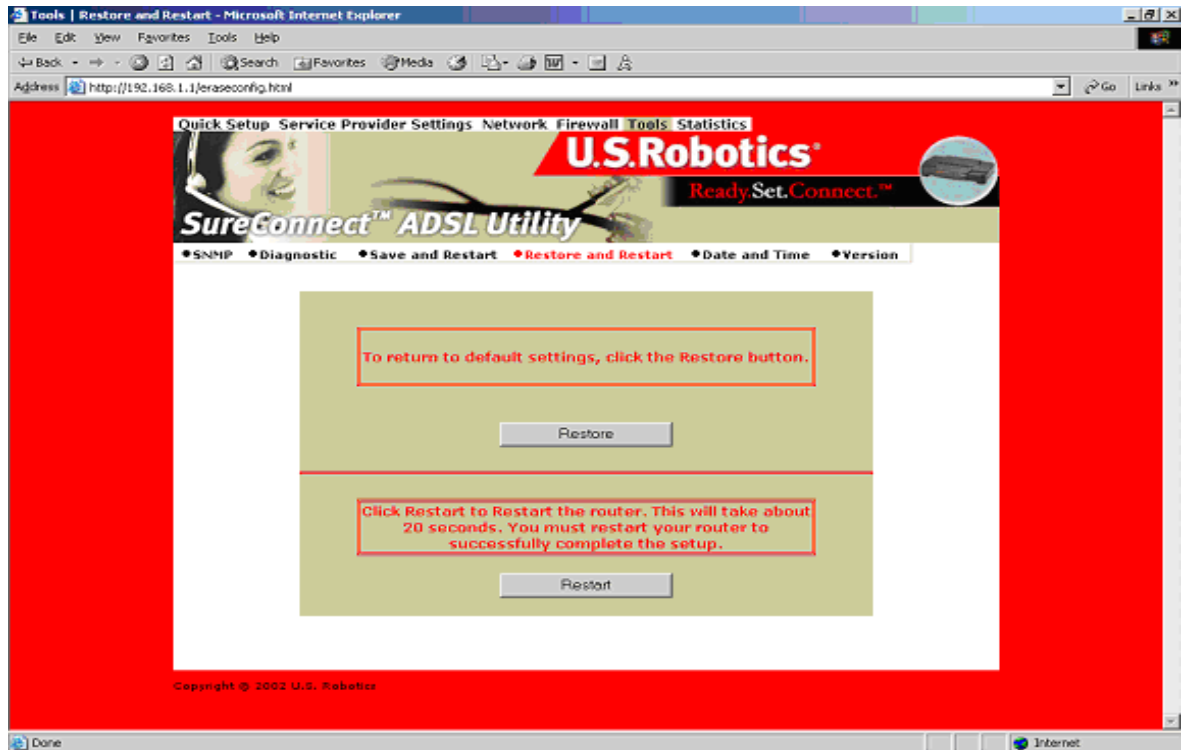 Tools | Restore and Restart - Microsoft Internet Explorer
File Edit View Favorites Tools Help
Back Search Favorites Media
Address http://192.168.1.1/eraseconfig.html Go Links »
Quick Setup Service Provider Settings Network Firewall Tools Statistics
U.S.Robotics®
Ready.Set.Connect.™
SureConnect™ ADSL Utility
SNMP Diagnostic Save and Restart Restore and Restart Date and Time Version
To return to default settings, click the Restore button.
Restore
Click Restart to Restart the router. This will take about
20 seconds. You must restart your router to
successfully complete the setup.
Restart
Copyright © 2002 U.S. Robotics
Done Internet